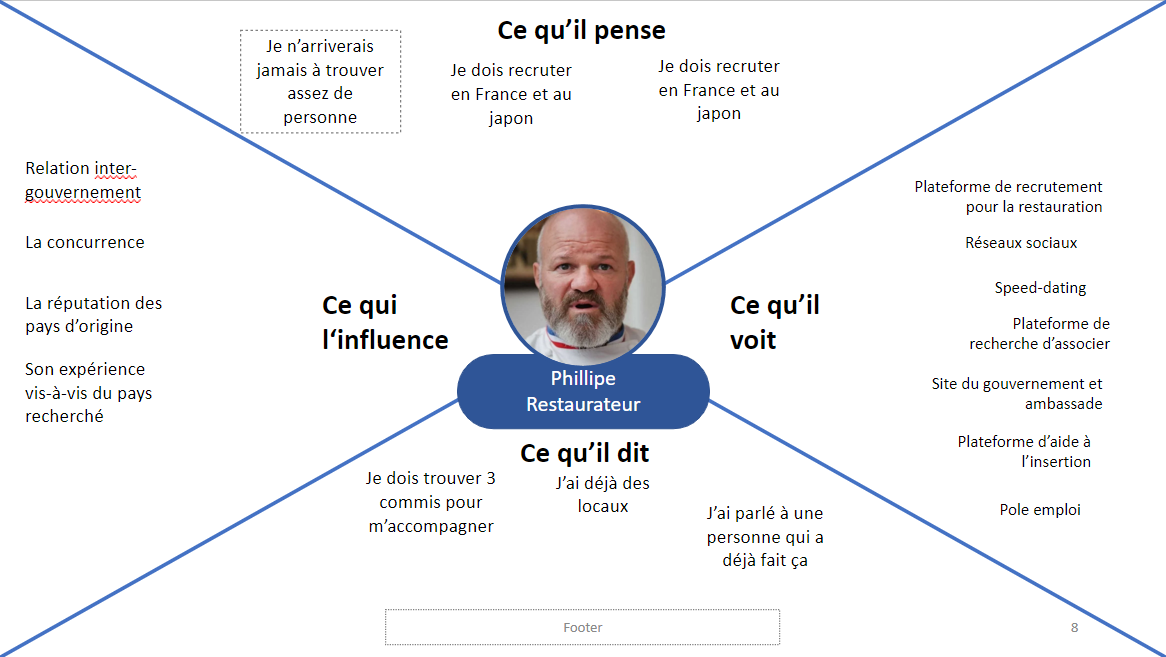 Ce qu’il pense
Je n’arriverais
jamais à trouver
assez de
personne
Je dois recruter
en France et au
japon
Je dois recruter
en France et au
japon
Relation inter-
gouvernement
La concurrence
La réputation des
pays d’origine
Son expérience
vis-à-vis du pays
recherché
Ce qui
l‘influence
Phillipe
Restaurateur
Ce qu’il
voit
Plateforme de recrutement
pour la restauration
Réseaux sociaux
Speed-dating
Plateforme de
recherche d’associer
Site du gouvernement et
ambassade
Plateforme d’aide à
l’insertion
Pole emploi
Ce qu’il dit
Je dois trouver 3
commis pour
m’accompagner
J’ai déjà des
locaux
J’ai parlé à une
personne qui a
déjà fait ça
Footer
8